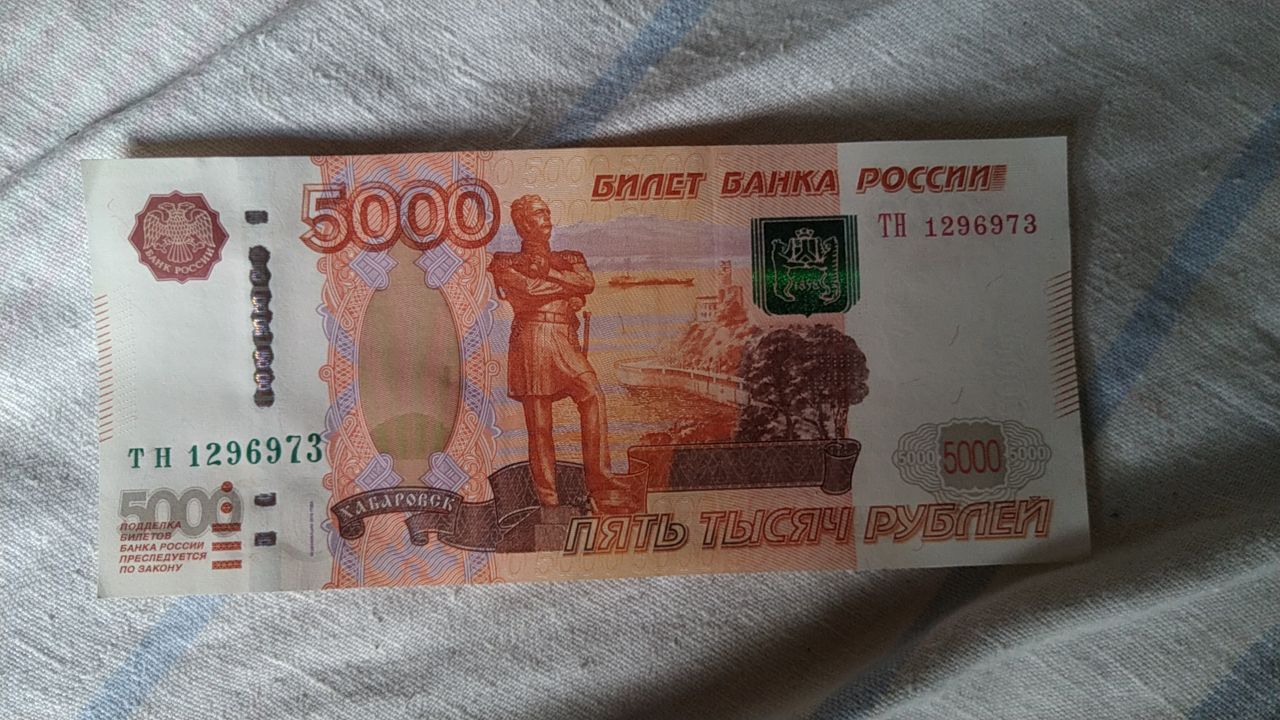 5000
БИЛЕТ БАНКА РОССИИ
ТН 1296973
БАНК РОССИИ
1858
ТН 1296973
5000
ПОДДЕЛКА
БИЛЕТОВ
БАНКА РОССИИ
ПРЕСЛЕДУЕТСЯ
ПО ЗАКОНУ
ХАБАРОВСК
5000 5000 5000
ПЯТЬ ТЫСЯЧ РУБЛЕЙ